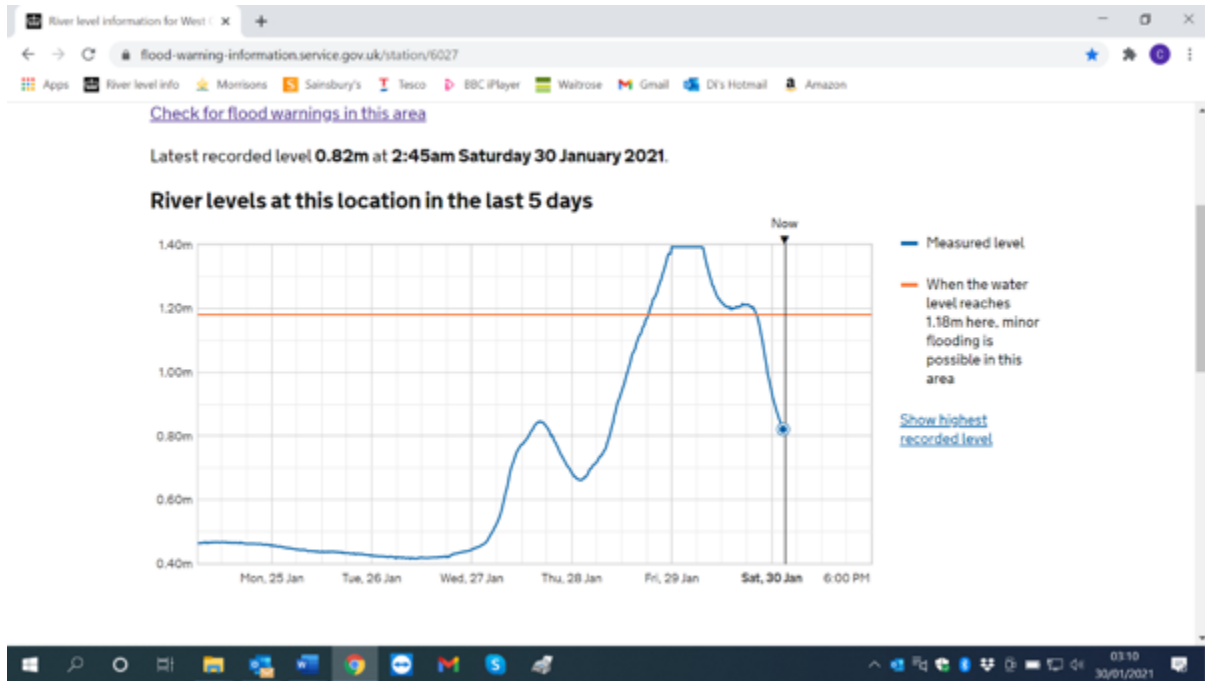 River level information for West
flood-warning-information.service.gov.uk/station/6027
Apps River level info Morrisons Sainsbury's Tesco BBC iPlayer Waitrose Gmail Di's Hotmail Amazon
Check for flood warnings in this area
Latest recorded level 0.82m at 2:45am Saturday 30 January 2021.
River levels at this location in the last 5 days
Now
1.40m
1.20m
1.00m
0.80m
0.60m
0.40m
Mon, 25 Jan Tue, 26 Jan Wed, 27 Jan Thu, 28 Jan Fri, 29 Jan Sat, 30 Jan 6:00 PM
Measured level
When the water
level reaches
1.18m here, minor
flooding is
possible in this
area
Show highest
recorded level
03:10
30/01/2021